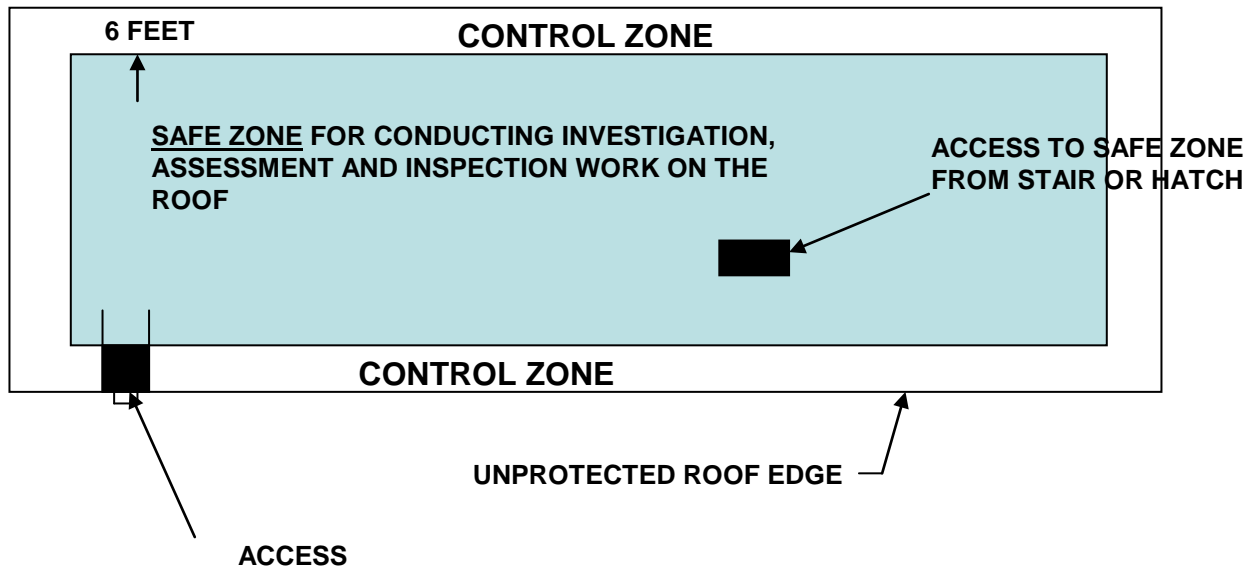 6 FEET
CONTROL ZONE
SAFE ZONE FOR CONDUCTING INVESTIGATION,
ASSESSMENT AND INSPECTION WORK ON THE
ROOF
ACCESS TO SAFE ZONE
FROM STAIR OR HATCH
CONTROL ZONE
UNPROTECTED ROOF EDGE
ACCESS